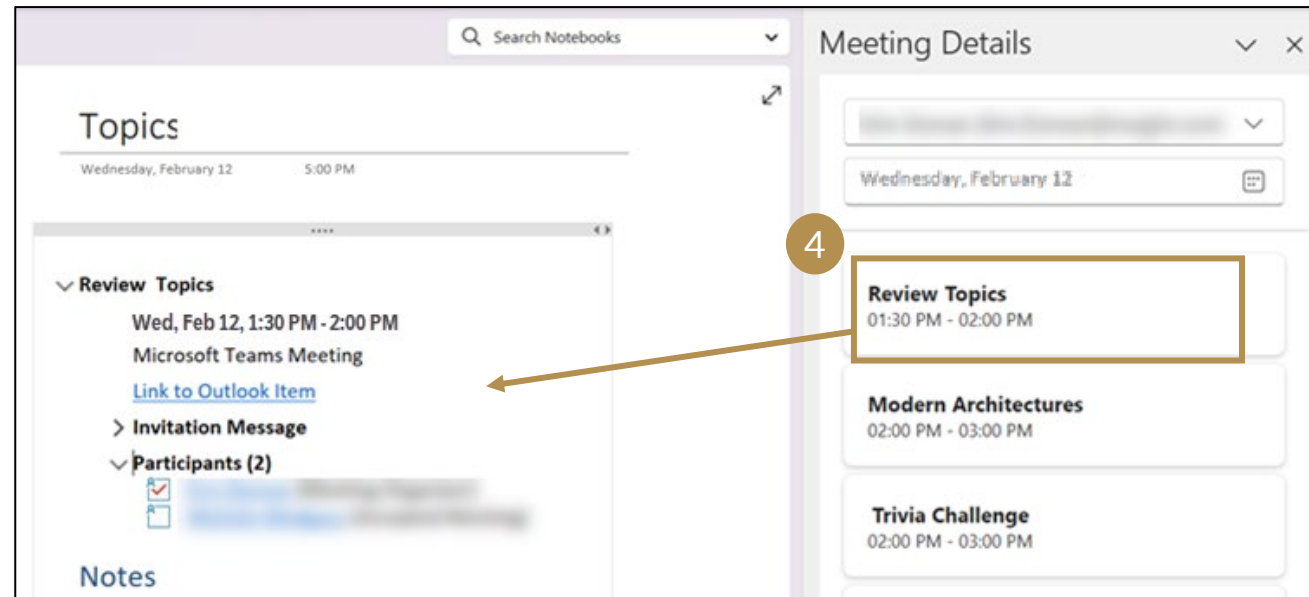 Search Notebooks
Topics
Wednesday, February 12 5:00 PM
Review Topics
Wed, Feb 12, 1:30 PM - 2:00 PM
Microsoft Teams Meeting
Link to Outlook Item
Invitation Message
Participants (2)
Notes
Meeting Details
Wednesday, February 12
4
Review Topics
01:30 PM - 02:00 PM
Modern Architectures
02:00 PM - 03:00 PM
Trivia Challenge
02:00 PM - 03:00 PM